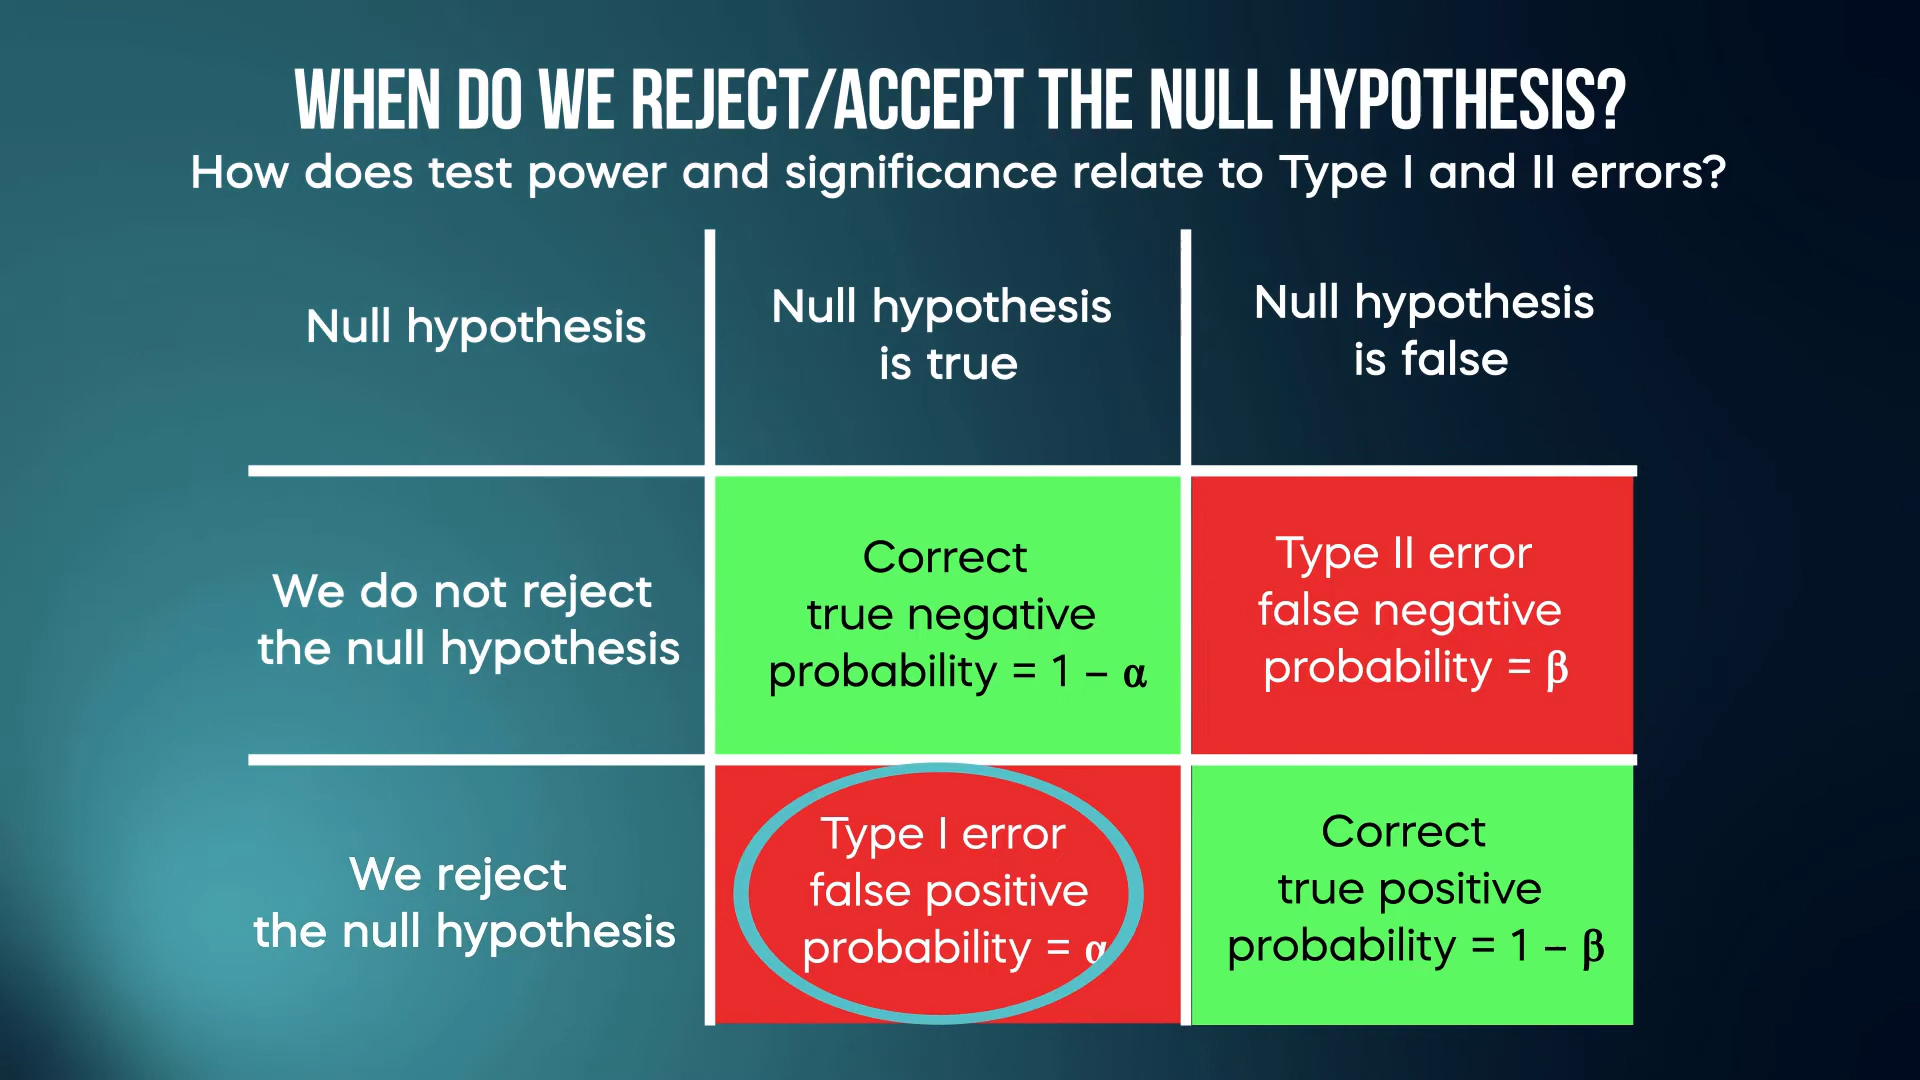 WHEN DO WE REJECT/ACCEPT THE NULL HYPOTHESIS?
How does test power and significance relate to Type I and II errors?
Null hypothesis
Null hypothesis
is true
Null hypothesis
is false
We do not reject
the null hypothesis
Correct
true negative
probability = 1 – α
Type II error
false negative
probability = β
We reject
the null hypothesis
Type I error
false positive
probability = α
Correct
true positive
probability = 1 – β